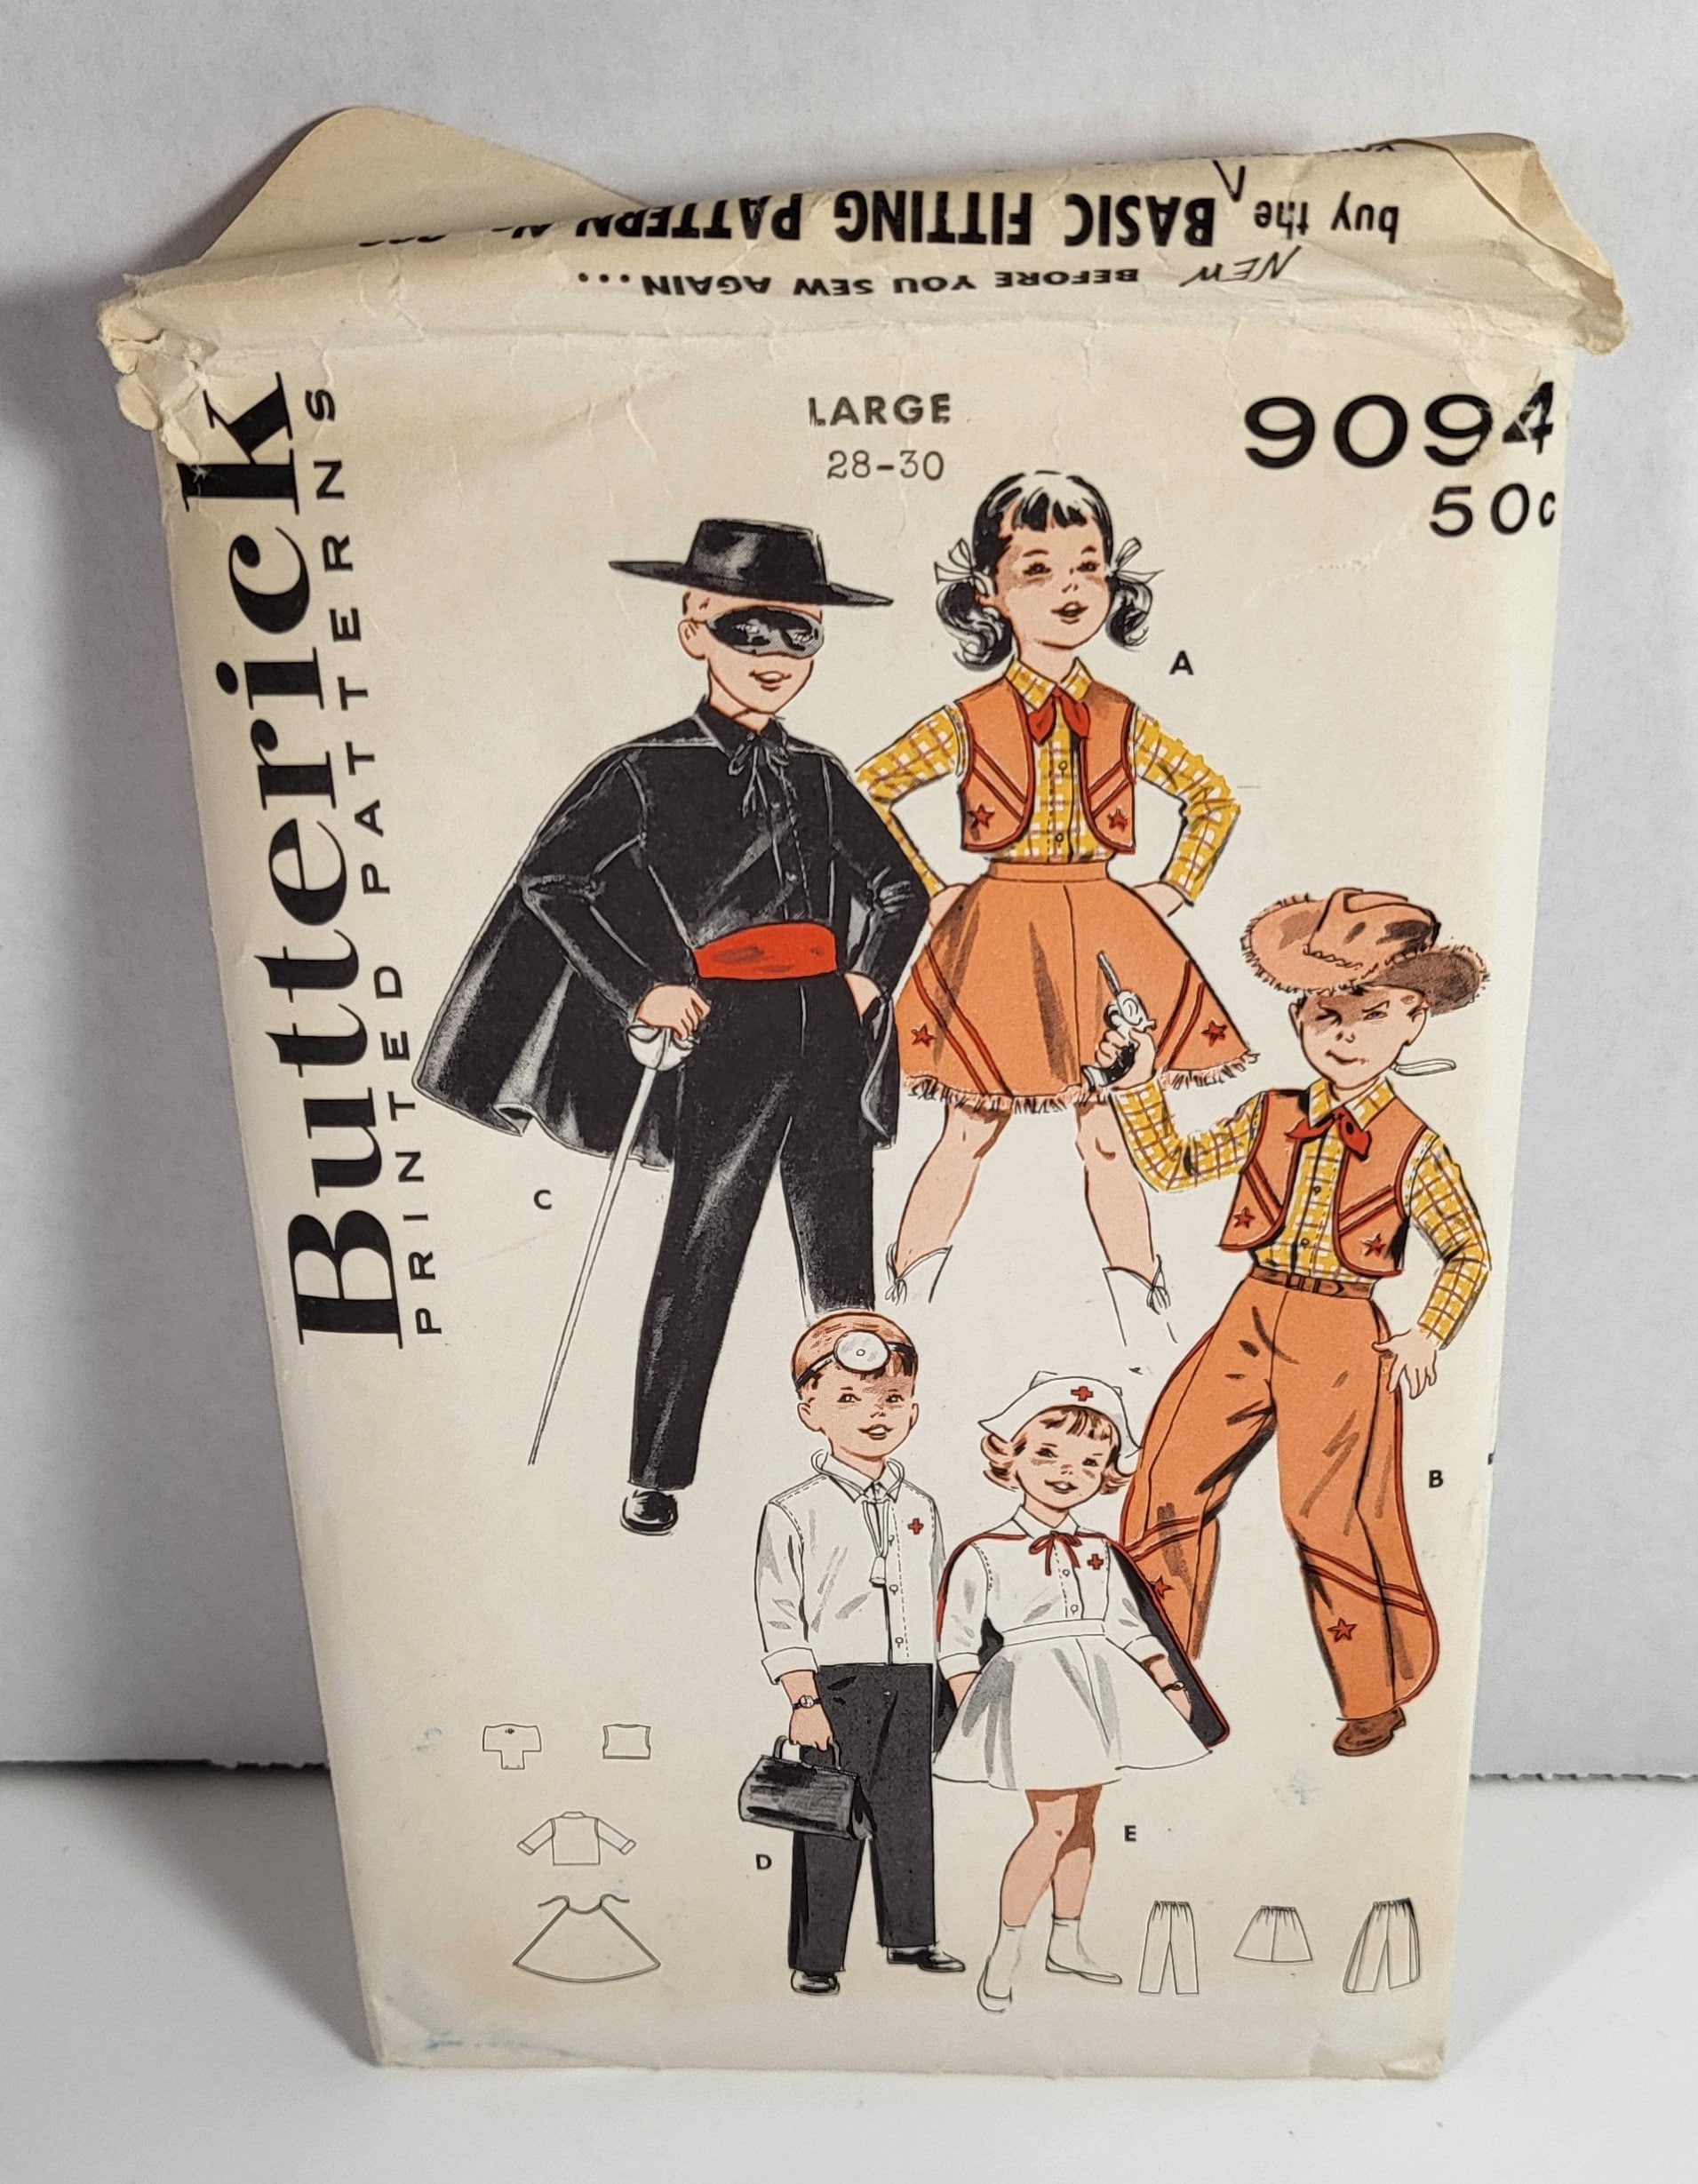 buy the NEW BASIC FITTING PATTERN
BEFORE YOU SEW AGAIN...
Butterick
PRINTED PATTERNS
LARGE
28-30
9094
50c
A
C
B
D
E